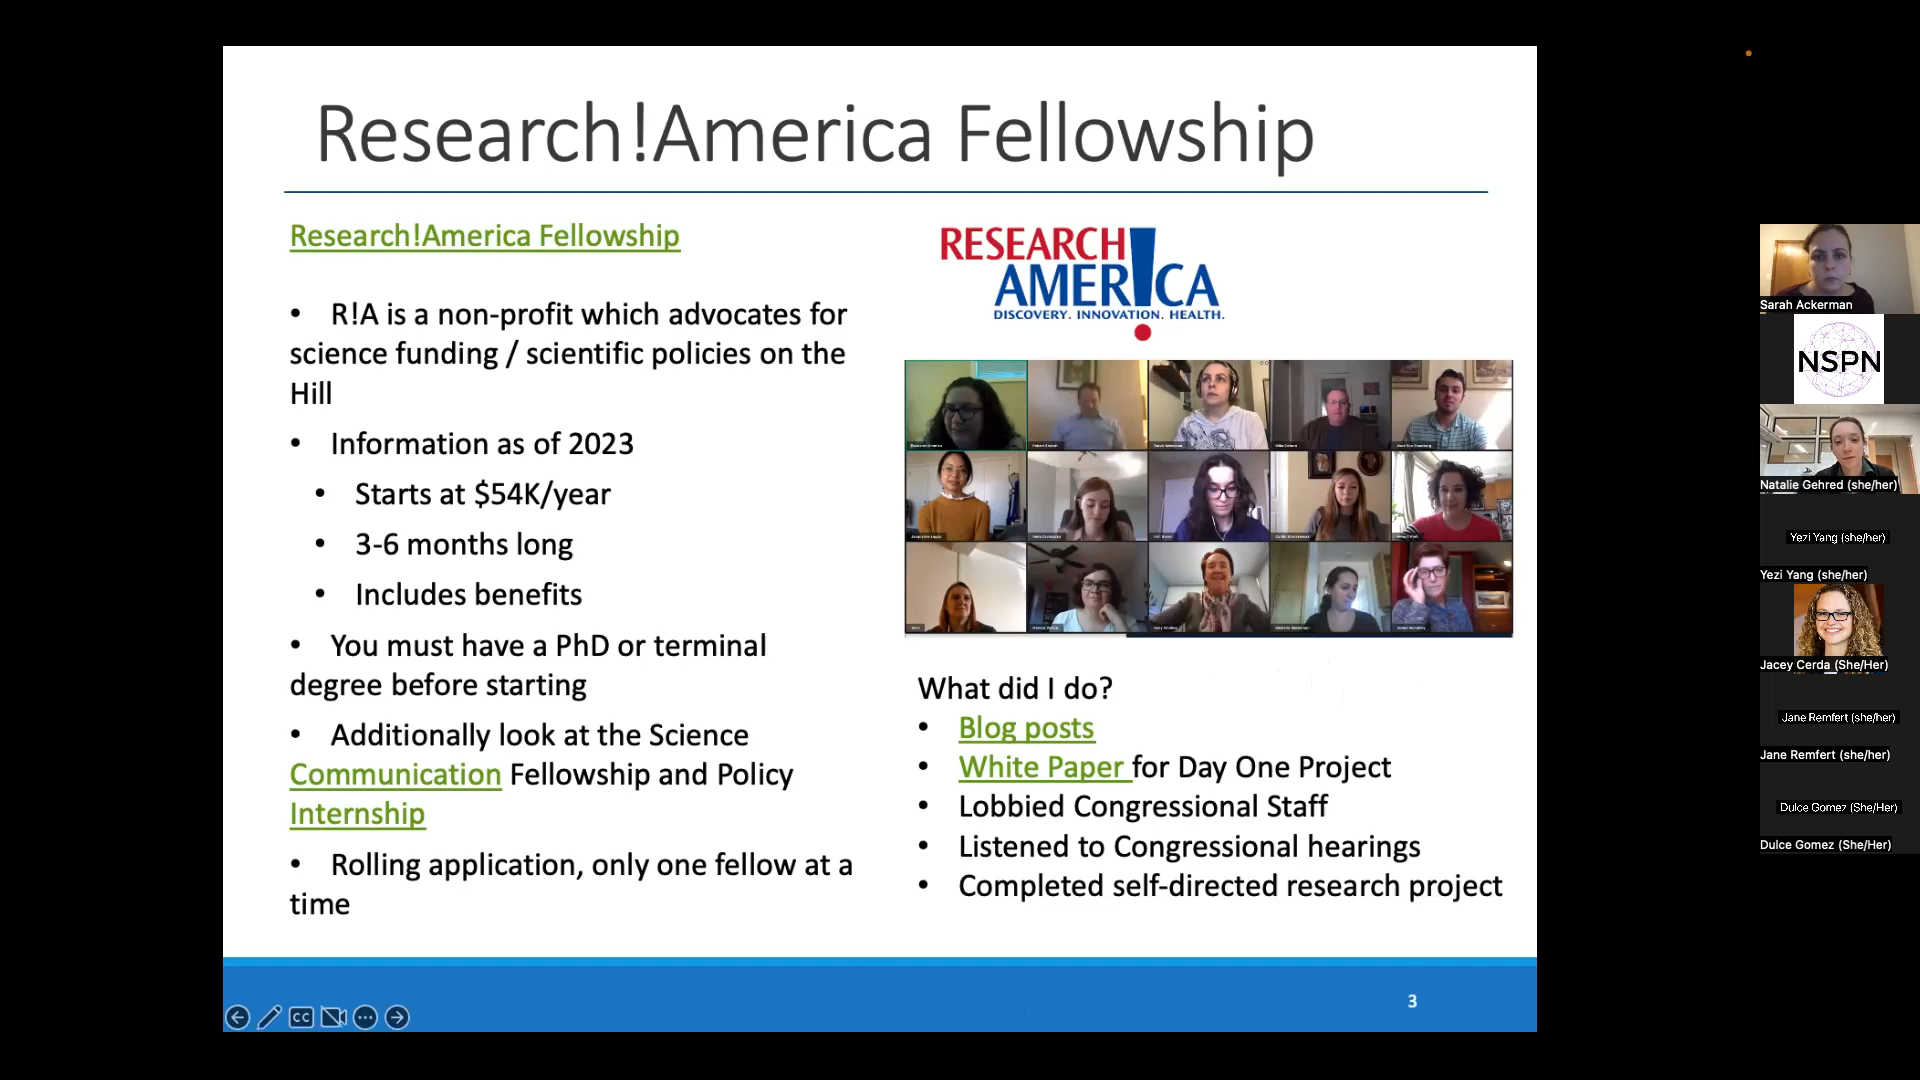 Research!America Fellowship
Research!America Fellowship
• R!A is a non-profit which advocates for
science funding / scientific policies on the
Hill
• Information as of 2023
• Starts at $54K/year
• 3-6 months long
• Includes benefits
• You must have a PhD or terminal
degree before starting
• Additionally look at the Science
Communication Fellowship and Policy
Internship
• Rolling application, only one fellow at a
time
RESEARCH
AMER!CA
DISCOVERY. INNOVATION. HEALTH.
What did I do?
• Blog posts
• White Paper for Day One Project
• Lobbied Congressional Staff
• Listened to Congressional hearings
• Completed self-directed research project
3
CC
Sarah Ackerman
NSPN
Natalie Gehred (she/her)
Yezi Yang (she/her)
Yezi Yang (she/her)
Jacey Cerda (She/Her)
Jane Remfert (she/her)
Jane Remfert (she/her)
Dulce Gomez (She/Her)
Dulce Gomez (She/Her)